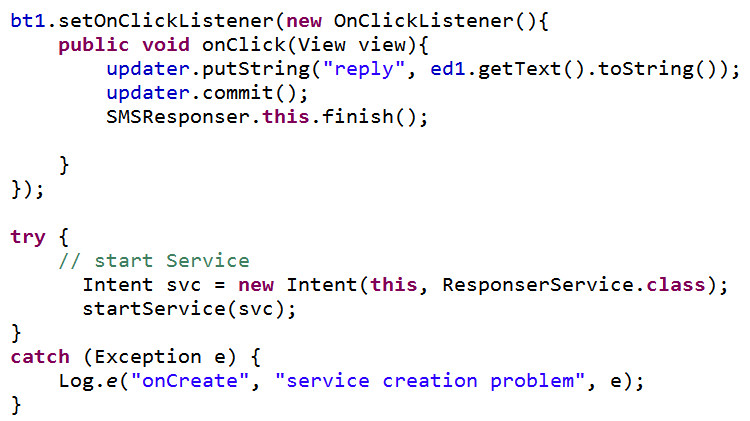 bt1.setOnClickListener(new OnClickListener(){
    public void onClick(View view){
        updater.putString("reply", ed1.getText().toString());
        updater.commit();
        SMSResponser.this.finish();

    }
});

try {
    // start Service
      Intent svc = new Intent(this, ResponserService.class);
      startService(svc);
}
catch (Exception e) {
    Log.e("onCreate", "service creation problem", e);
}